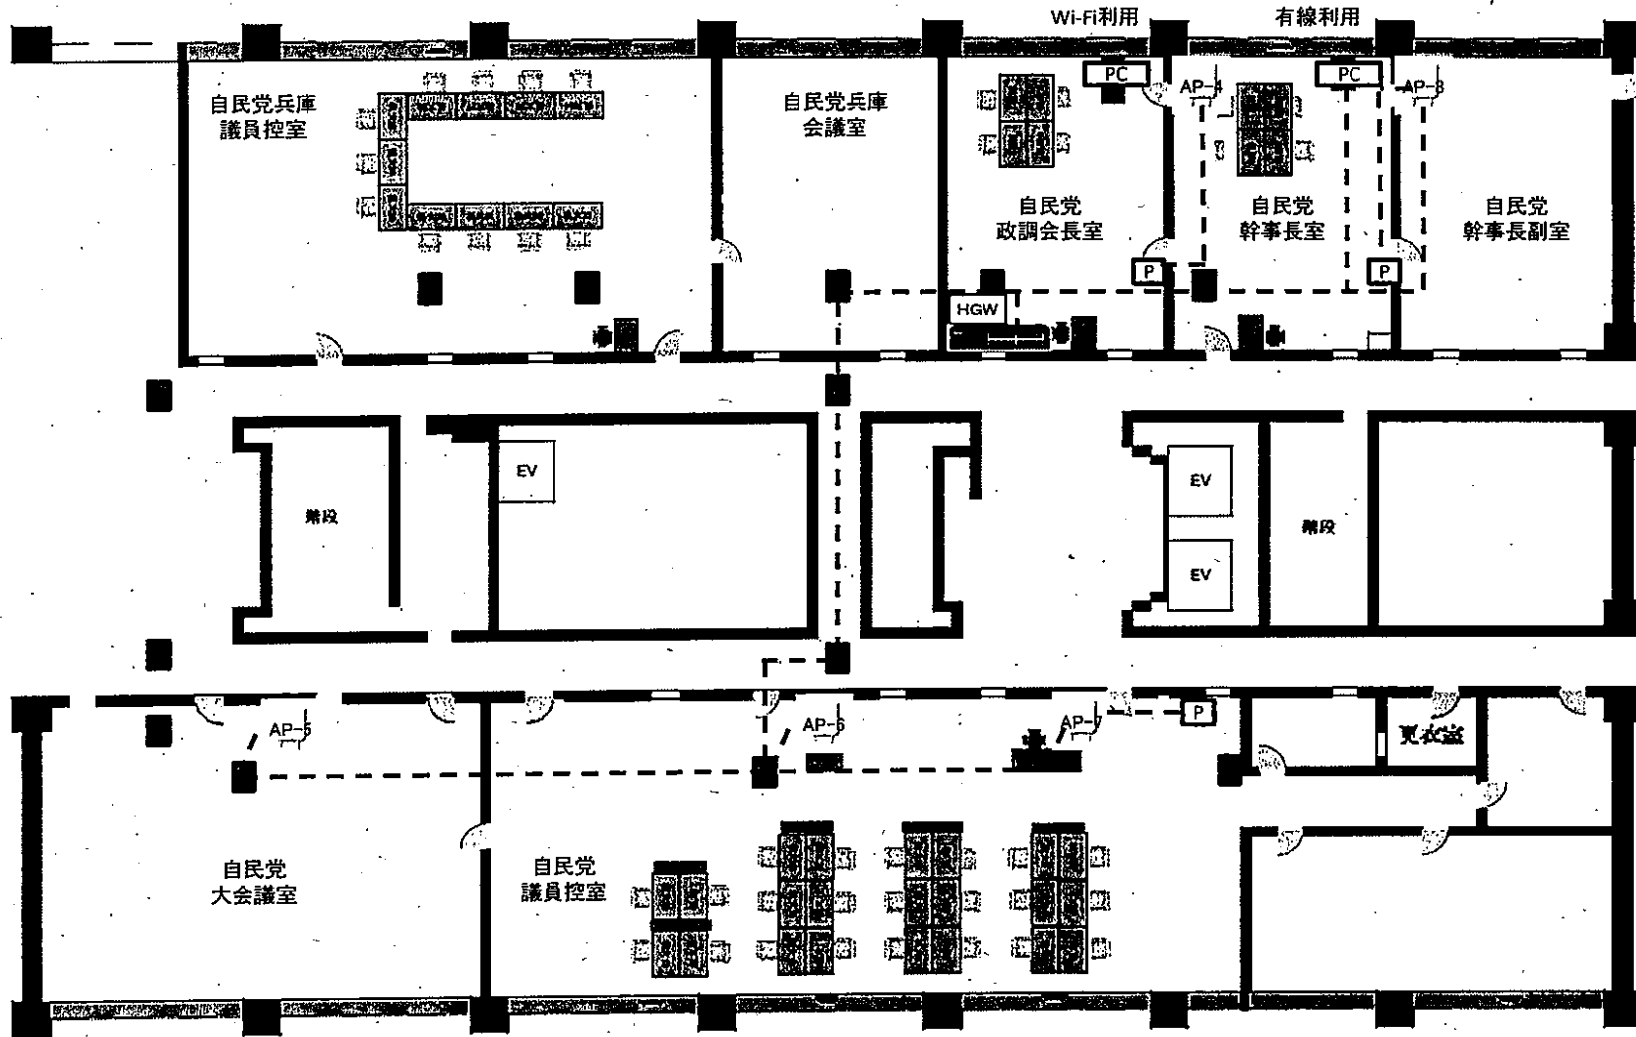 Wi-Fi利用
有線利用
PC
PC
AP-4
AP-8
自民党兵庫
議員控室
自民党兵庫
会議室
自民党
政調会長室
自民党
幹事長室
自民党
幹事長副室
P
P
HGW
EV
EV
EV
階段
階段
AP-5
AP-6
AP-7
P
更衣室
自民党
大会議室
自民党
議員控室